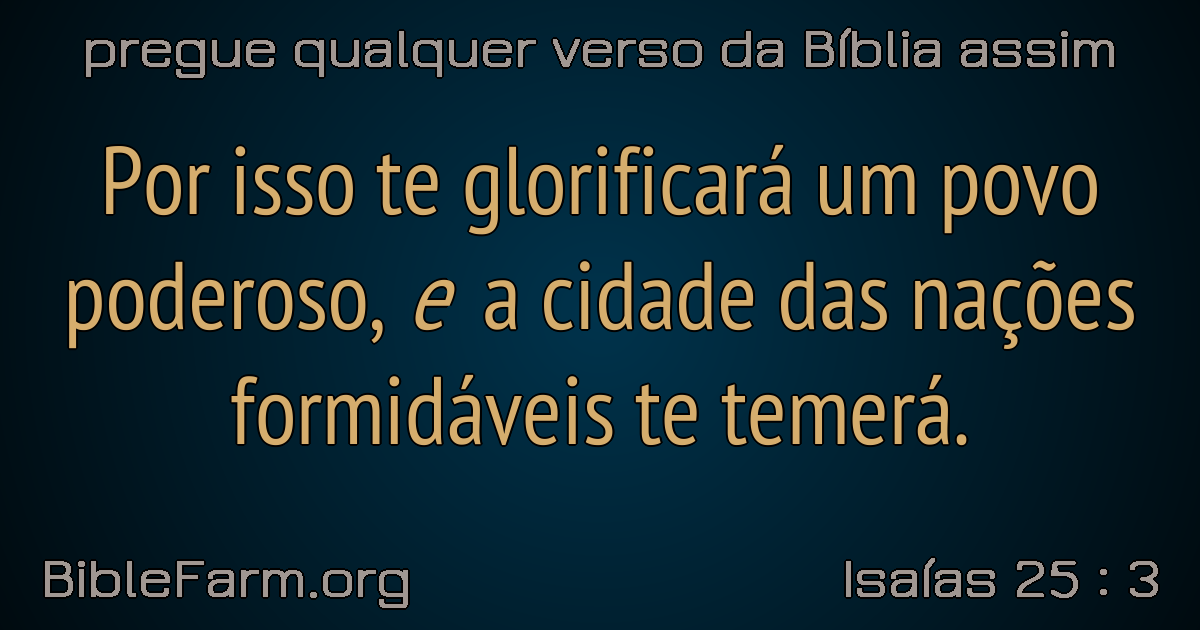 pregue qualquer verso da Bíblia assim
Por isso te glorificará um povo
poderoso, e a cidade das nações
formidáveis te temerá.
BibleFarm.org
Isaías 25 : 3